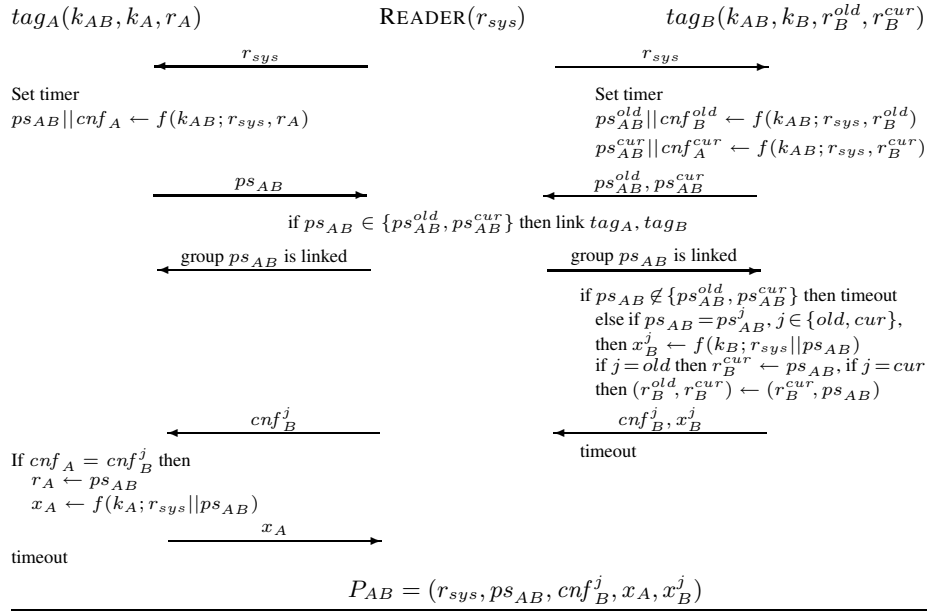 tag_A(k_AB, k_A, r_A) READER(r_sys) tag_B(k_AB, k_B, r_B^old, r_B^cur)
r_sys r_sys
Set timer Set timer
ps_AB||cnf_A ← f(k_AB; r_sys, r_A) ps_AB^old||cnf_B^old ← f(k_AB; r_sys, r_B^old)
ps_AB^cur||cnf_A^cur ← f(k_AB; r_sys, r_B^cur)
ps_AB ps_AB^old, ps_AB^cur
if ps_AB ∈ {ps_AB^old, ps_AB^cur} then link tag_A, tag_B
group ps_AB is linked group ps_AB is linked
if ps_AB ∉ {ps_AB^old, ps_AB^cur} then timeout
else if ps_AB = ps_AB^j, j ∈ {old, cur},
then x_B^j ← f(k_B; r_sys||ps_AB)
if j = old then r_B^cur ← ps_AB, if j = cur
then (r_B^old, r_B^cur) ← (r_B^cur, ps_AB)
cnf_B^j cnf_B^j, x_B^j
timeout
If cnf_A = cnf_B^j then
r_A ← ps_AB
x_A ← f(k_A; r_sys||ps_AB)
x_A
timeout
P_AB = (r_sys, ps_AB, cnf_B^j, x_A, x_B^j)